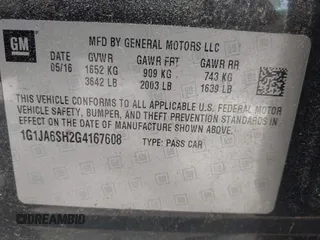 GM
MFD BY GENERAL MOTORS LLC
DATE GVWR GAWR FRT GAWR RR
05/16 1652 KG 909 KG 743 KG
3642 LB 2003 LB 1639 LB
THIS VEHICLE CONFORMS TO ALL APPLICABLE U.S. FEDERAL MOTOR
VEHICLE SAFETY, BUMPER, AND THEFT PREVENTION STANDARDS
IN EFFECT ON THE DATE OF MANUFACTURE SHOWN ABOVE.
1G1JA6SH2G4167608 TYPE: PASS CAR
DREAMBID